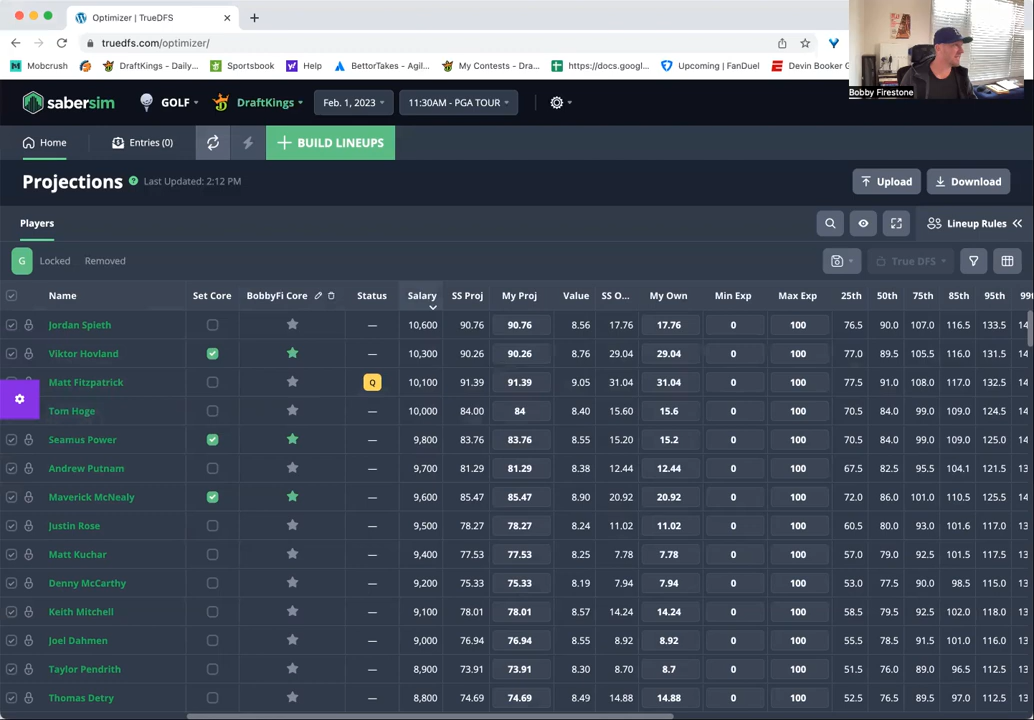 Optimizer | TrueDFS
truedfs.com/optimizer/
Mobcrush DraftKings - Daily... Sportsbook Help BettorTakes - Agil... My Contests - Dra... https://docs.googl... Upcoming | FanDuel Devin Booker G
Bobby Firestone
sabersim GOLF DraftKings Feb. 1, 2023 11:30AM - PGA TOUR
Home Entries (0) + BUILD LINEUPS
Projections ? Last Updated: 2:12 PM Upload Download
Players Lineup Rules
G Locked Removed True DFS
Name Set Core BobbyFi Core Status Salary SS Proj My Proj Value SS O... My Own Min Exp Max Exp 25th 50th 75th 85th 95th 99
Jordan Spieth — 10,600 90.76 90.76 8.56 17.76 17.76 0 100 76.5 90.0 107.0 116.5 133.5 14
Viktor Hovland — 10,300 90.26 90.26 8.76 29.04 29.04 0 100 77.0 89.5 105.5 116.0 131.5 14
Matt Fitzpatrick Q 10,100 91.39 91.39 9.05 31.04 31.04 0 100 77.5 91.0 108.0 117.0 132.5 14
Tom Hoge — 10,000 84.00 84 8.40 15.60 15.6 0 100 70.5 84.0 99.0 109.0 124.5 13
Seamus Power — 9,800 83.76 83.76 8.55 15.20 15.2 0 100 70.5 84.0 99.0 109.0 125.0 14
Andrew Putnam — 9,700 81.29 81.29 8.38 12.44 12.44 0 100 67.5 82.5 95.5 104.1 121.5 13
Maverick McNealy — 9,600 85.47 85.47 8.90 20.92 20.92 0 100 72.0 86.0 101.0 110.5 125.5 14
Justin Rose — 9,500 78.27 78.27 8.24 11.02 11.02 0 100 60.5 80.0 93.0 101.6 117.0 13
Matt Kuchar — 9,400 77.53 77.53 8.25 7.78 7.78 0 100 57.0 79.0 92.5 101.5 117.5 13
Denny McCarthy — 9,200 75.33 75.33 8.19 7.94 7.94 0 100 53.0 77.5 90.0 98.5 115.0 13
Keith Mitchell — 9,100 78.01 78.01 8.57 14.24 14.24 0 100 58.5 79.5 92.5 102.0 118.0 13
Joel Dahmen — 9,000 76.94 76.94 8.55 8.92 8.92 0 100 55.5 78.5 91.5 101.0 116.0 13
Taylor Pendrith — 8,900 73.91 73.91 8.30 8.70 8.7 0 100 51.5 76.0 89.0 96.5 112.5 13
Thomas Detry — 8,800 74.69 74.69 8.49 14.88 14.88 0 100 52.5 76.5 89.5 97.0 112.5 13